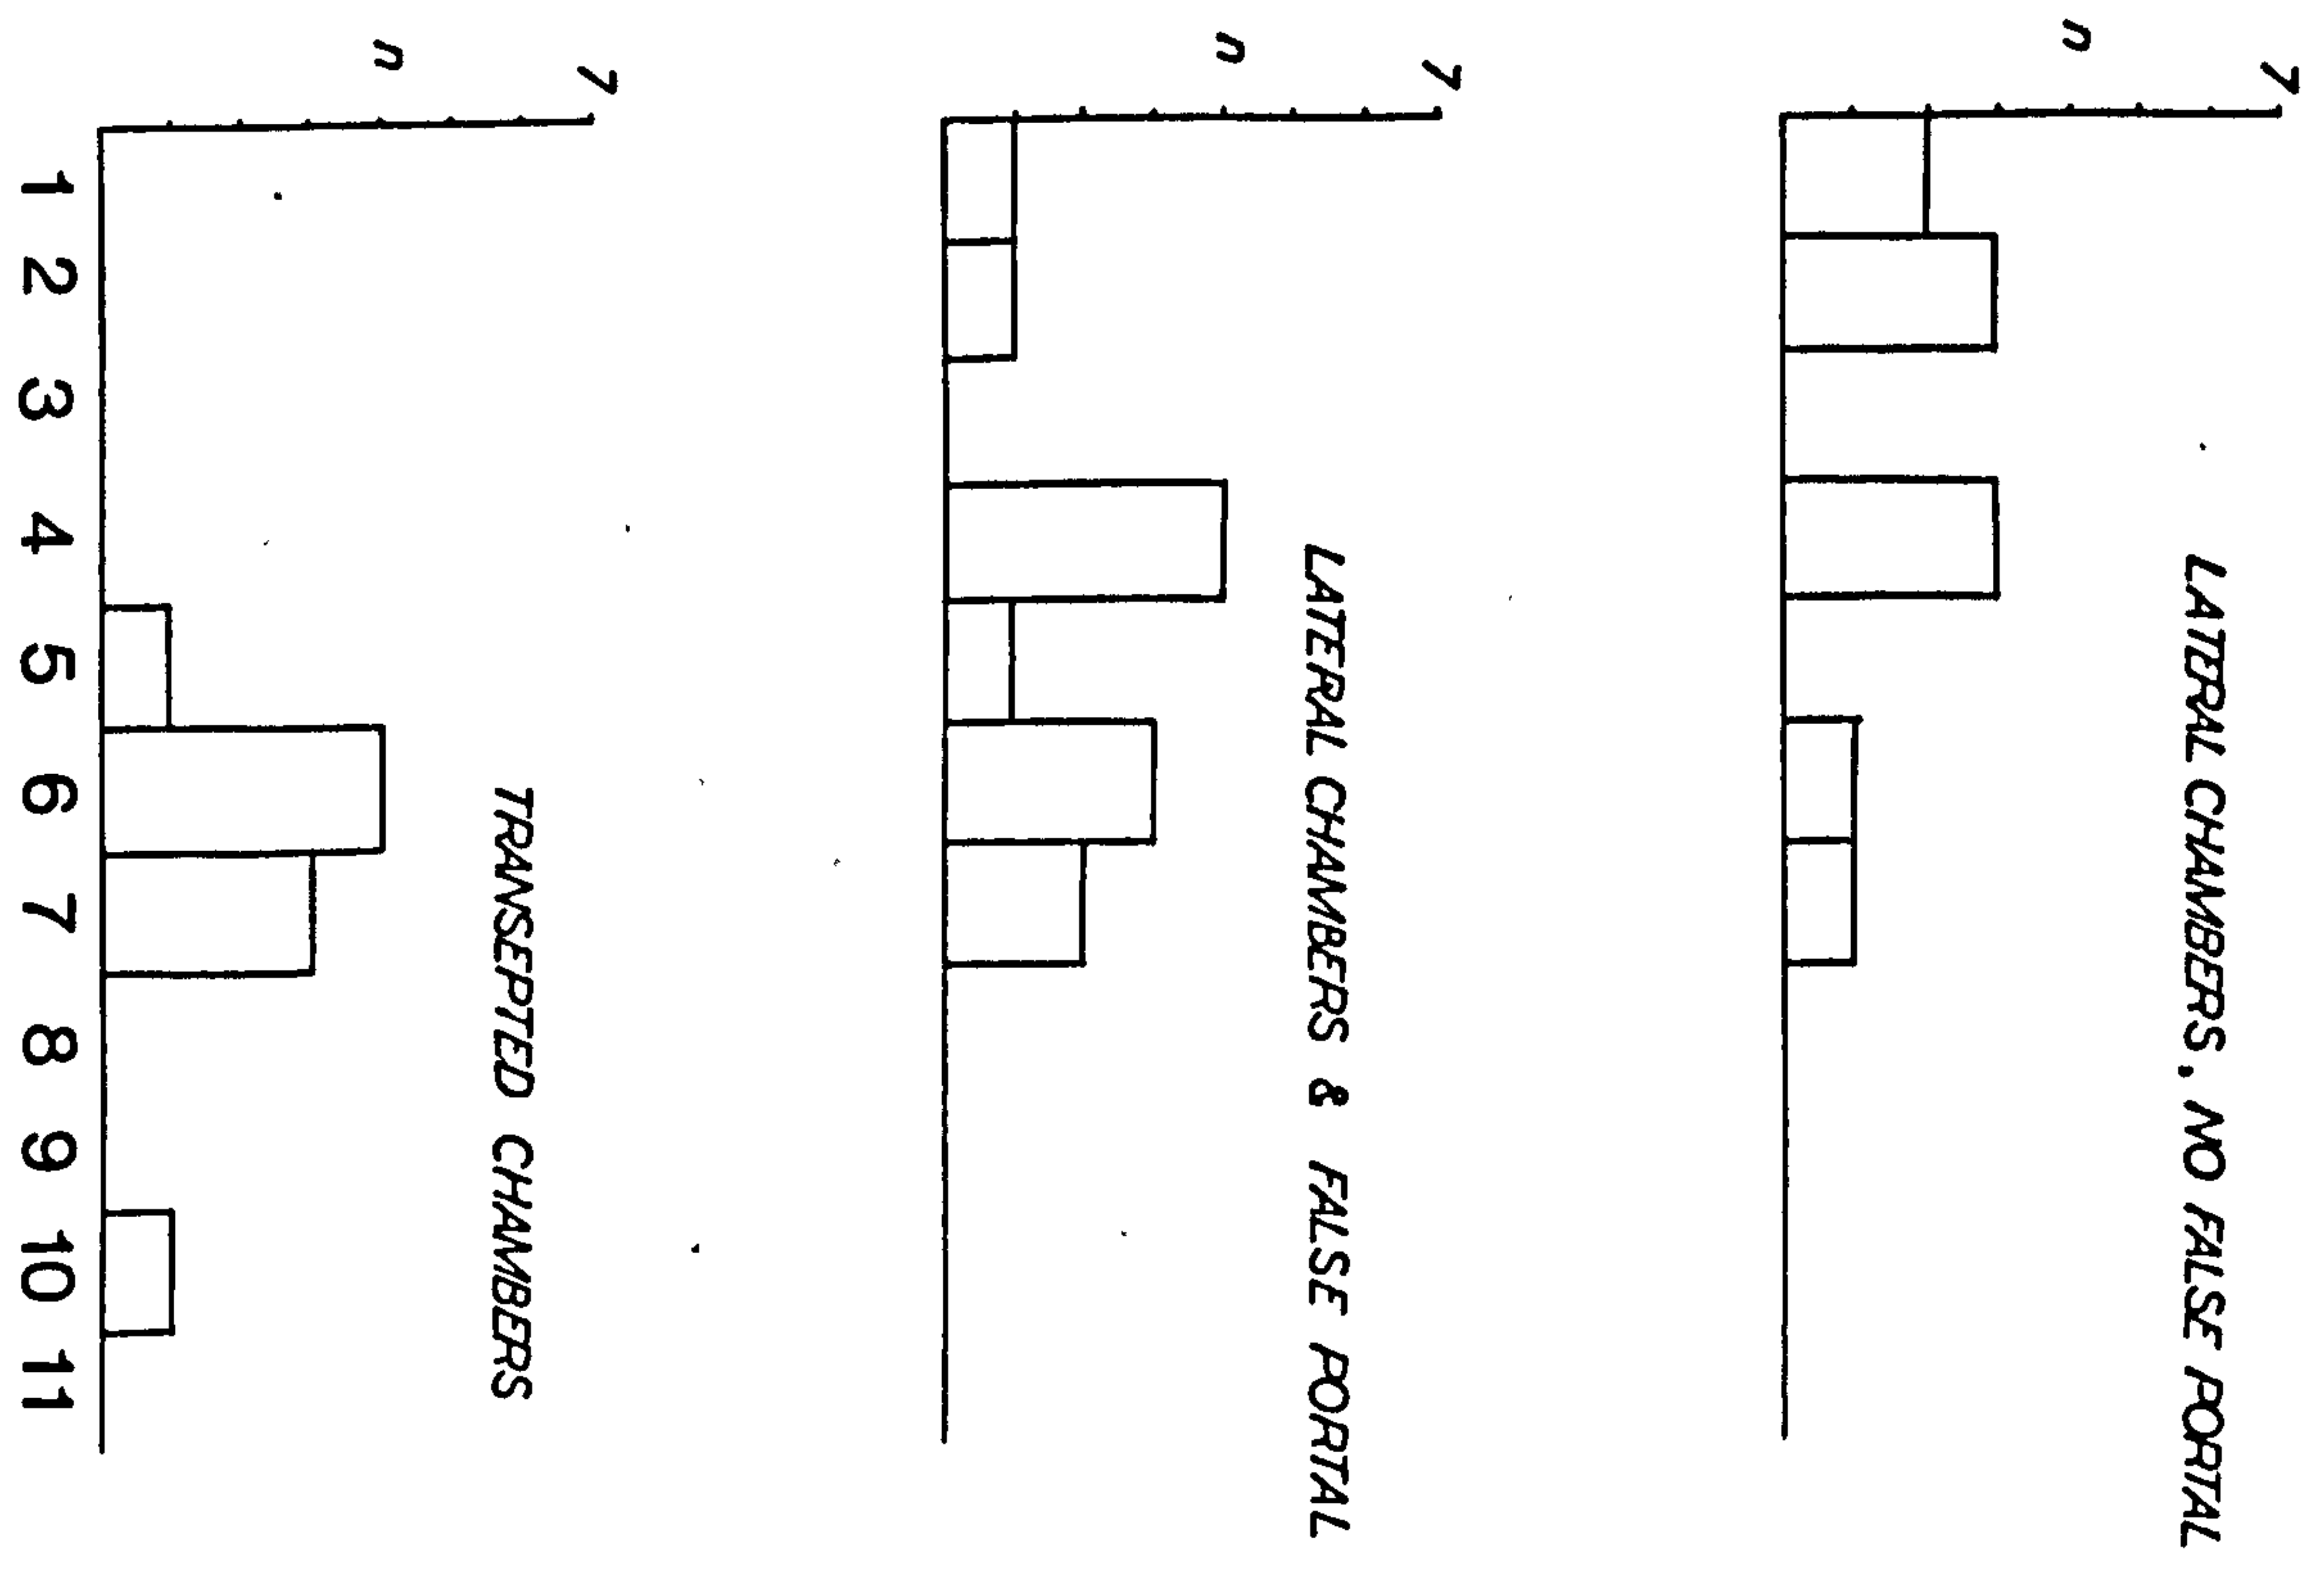 7
n
LATERAL CHAMBERS, NO FALSE PORTAL
7
n
LATERAL CHAMBERS & FALSE PORTAL
7
n
TRANSEPTED CHAMBERS
1 2 3 4 5 6 7 8 9 10 11